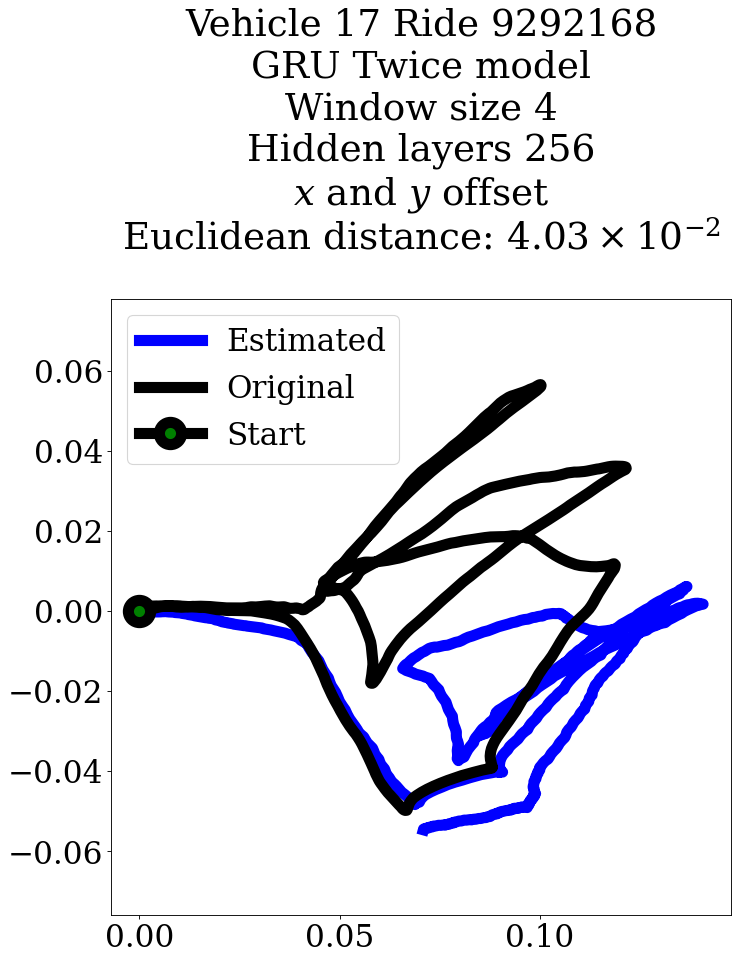 Vehicle 17 Ride 9292168
GRU Twice model
Window size 4
Hidden layers 256
x and y offset
Euclidean distance: 4.03 × 10⁻²
Estimated
Original
Start
0.06
0.04
0.02
0.00
−0.02
−0.04
−0.06
0.00 0.05 0.10